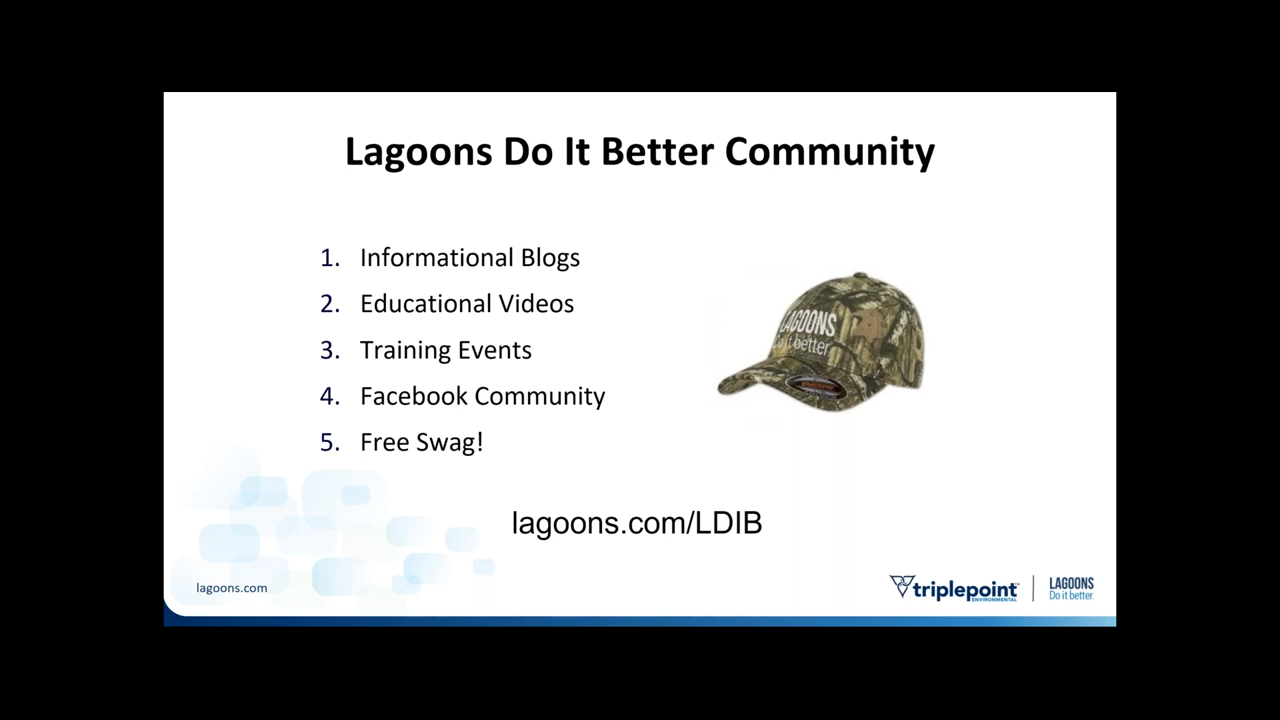 Lagoons Do It Better Community
1. Informational Blogs
2. Educational Videos
3. Training Events
4. Facebook Community
5. Free Swag!
LAGOONS
Do it better.
lagoons.com/LDIB
lagoons.com
triplepoint™
ENVIRONMENTAL
LAGOONS
Do it better.